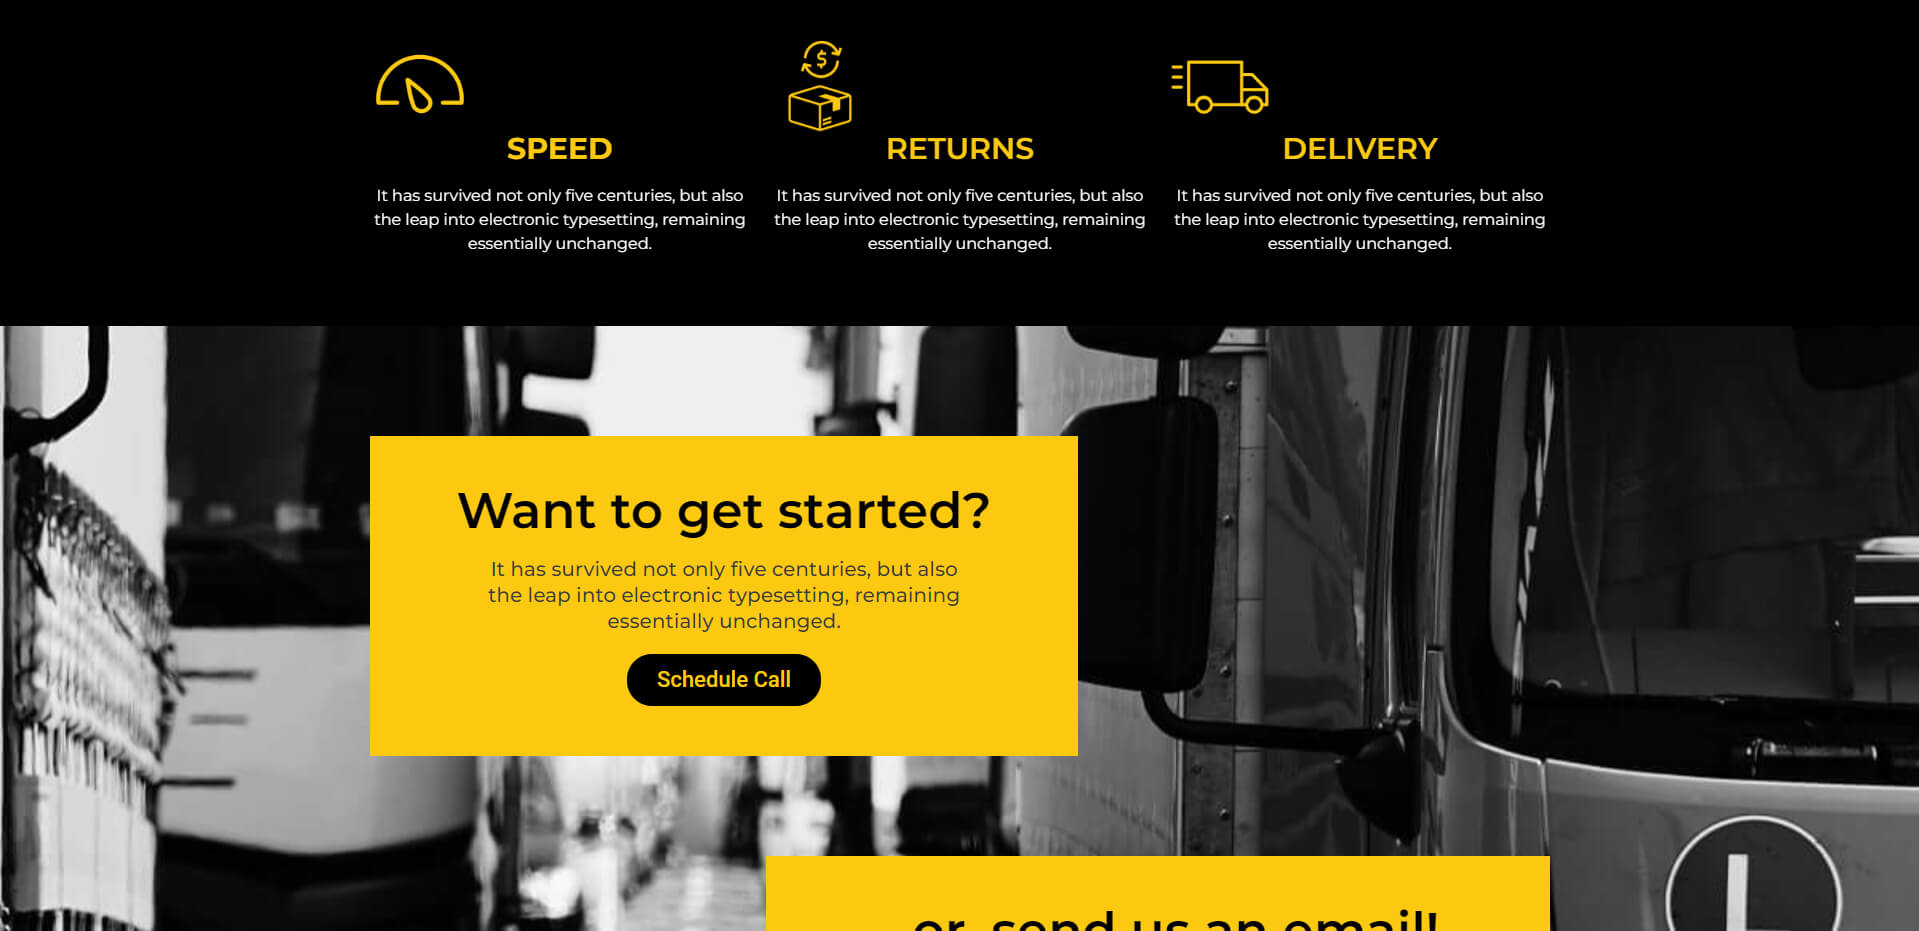 $
SPEED
It has survived not only five centuries, but also
the leap into electronic typesetting, remaining
essentially unchanged.
RETURNS
It has survived not only five centuries, but also
the leap into electronic typesetting, remaining
essentially unchanged.
DELIVERY
It has survived not only five centuries, but also
the leap into electronic typesetting, remaining
essentially unchanged.
Want to get started?
It has survived not only five centuries, but also
the leap into electronic typesetting, remaining
essentially unchanged.
Schedule Call
or, send us an email!
L